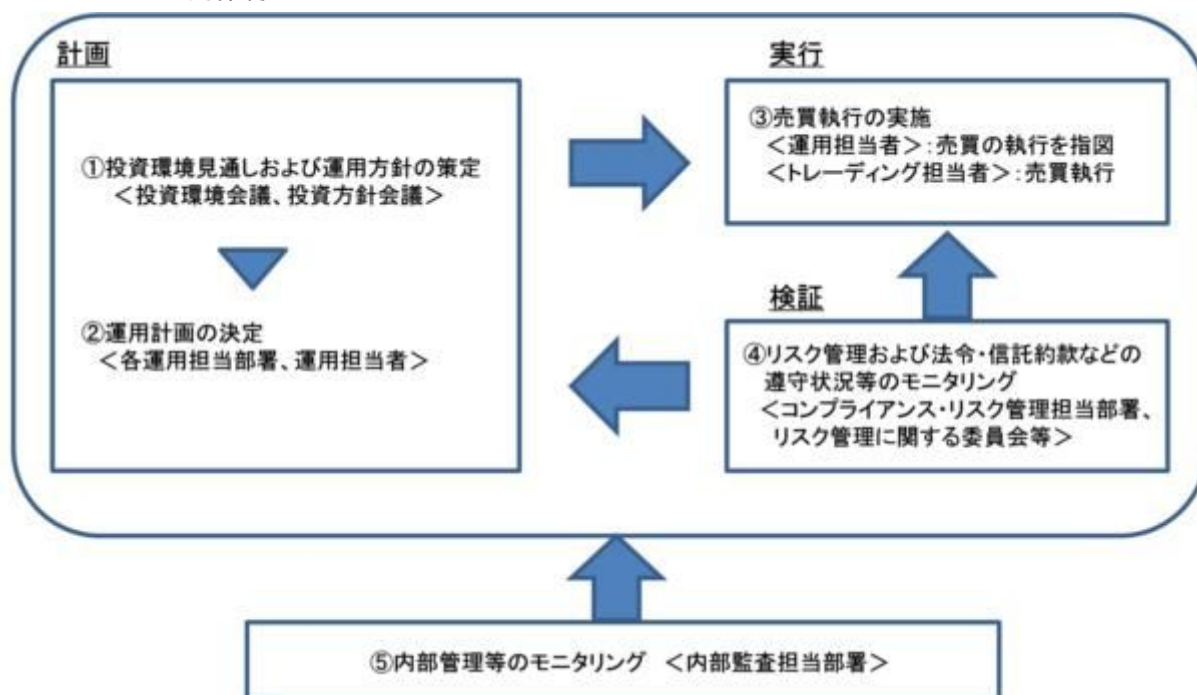 計画
①投資環境見通しおよび運用方針の策定
<投資環境会議、投資方針会議>
②運用計画の決定
<各運用担当部署、運用担当者>
実行
③売買執行の実施
<運用担当者>:売買の執行を指図
<トレーディング担当者>:売買執行
検証
④リスク管理および法令・信託約款などの
遵守状況等のモニタリング
<コンプライアンス・リスク管理担当部署、
リスク管理に関する委員会等>
⑤内部管理等のモニタリング <内部監査担当部署>